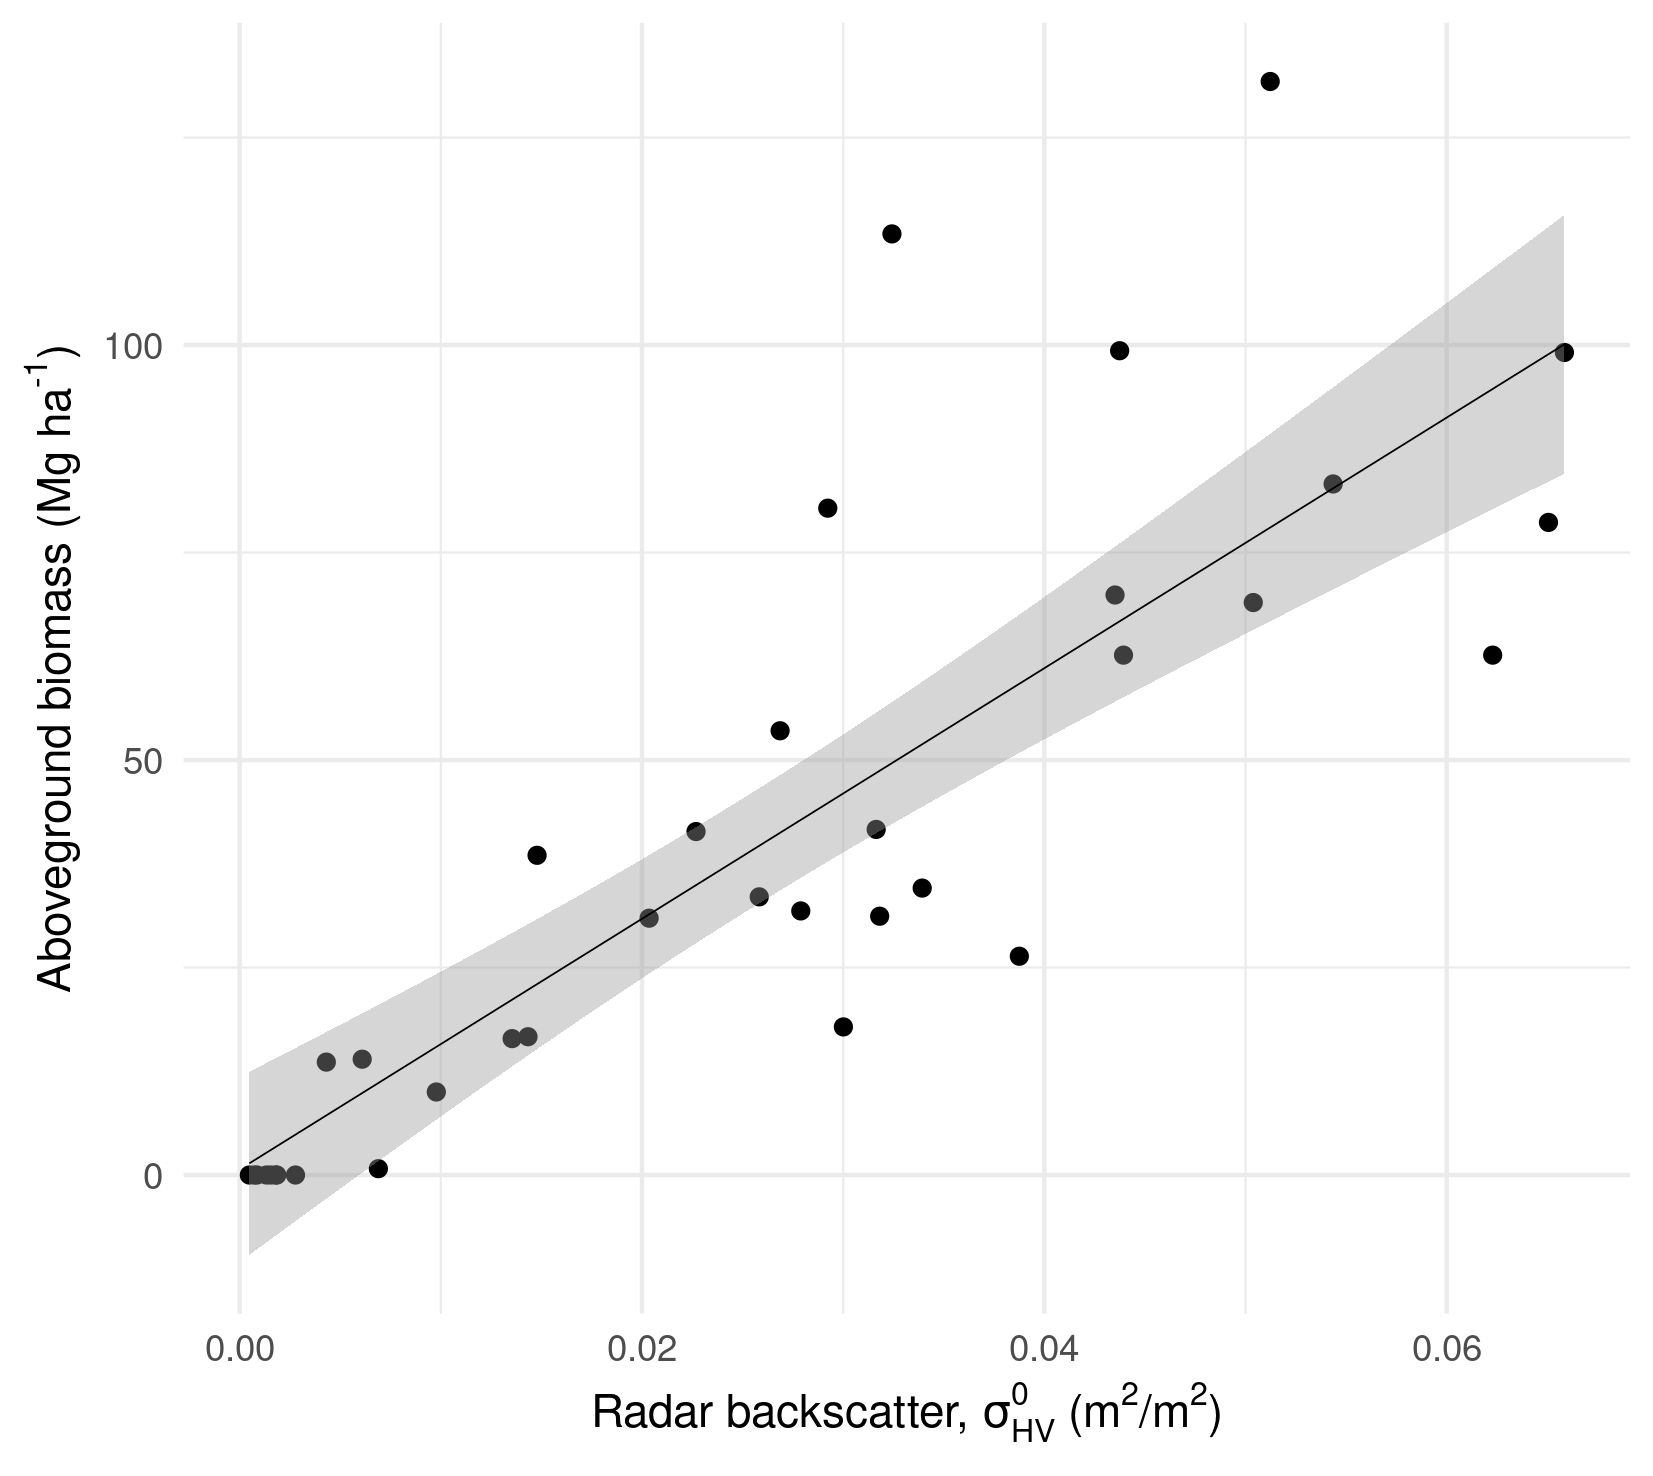 Aboveground biomass (Mg ha⁻¹)
100
50
0
0.00 0.02 0.04 0.06
Radar backscatter, σ⁰HV (m²/m²)